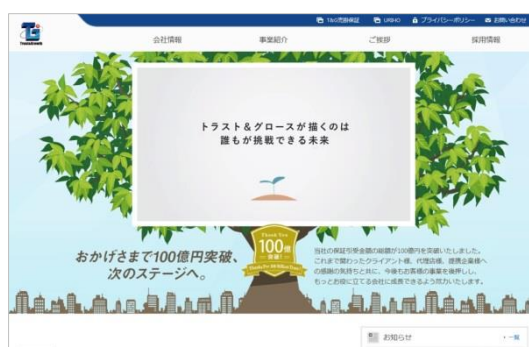 T&G売掛保証
URIHO
プライバシーポリシー
お問い合わせ
Trust&Growth
会社情報
事業紹介
ご挨拶
採用情報
トラスト&グロースが描くのは
誰もが挑戦できる未来
Thank You
100億
突破!
おかげさまで100億円突破、
次のステージへ。
当社の保証引受金額の総額が100億円を突破いたしました。
これまで関わったクライアント様、代理店様、提携企業様へ
の感謝の気持ちと共に、今後もお客様の事業を後押しし、
もっとお役に立てる会社に成長できるよう尽力いたします。
お知らせ
一覧